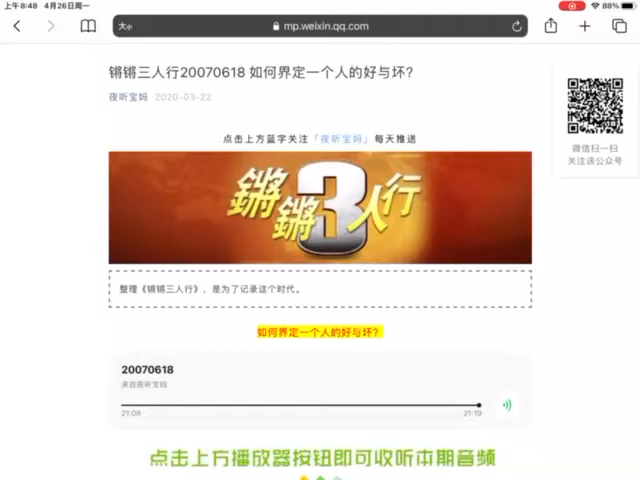 上午8:48 4月26日周一
88%
大小
mp.weixin.qq.com
锵锵三人行20070618 如何界定一个人的好与坏?
夜听宝妈 2020-03-22
微信扫一扫
关注该公众号
点击上方蓝字关注「夜听宝妈」每天推送
锵锵3人行
整理《锵锵三人行》，是为了记录这个时代。
如何界定一个人的好与坏?
20070618
来自夜听宝妈
21:08
21:19
点击上方播放器按钮即可收听本期音频